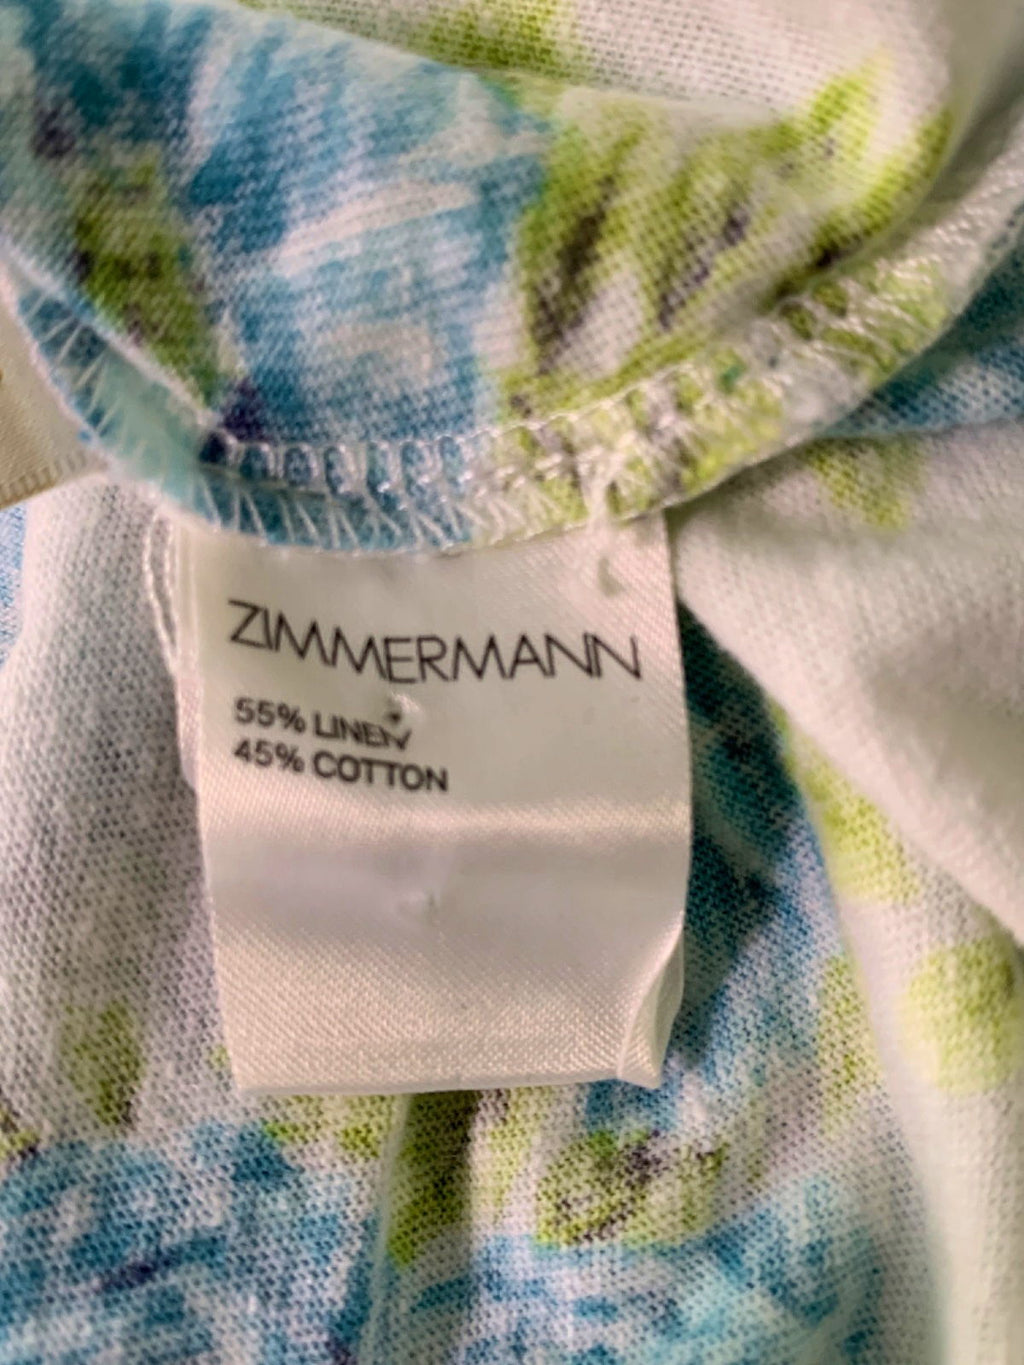 ZIMMERMANN
55% LINEN
45% COTTON